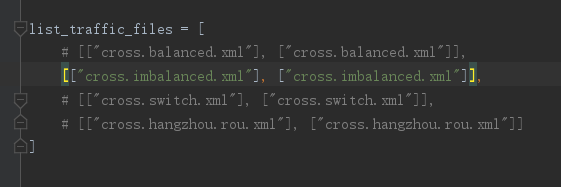 list_traffic_files = [
# [["cross.balanced.xml"], ["cross.balanced.xml"]],
[["cross.imbalanced.xml"], ["cross.imbalanced.xml"]],
# [["cross.switch.xml"], ["cross.switch.xml"]],
# [["cross.hangzhou.rou.xml"], ["cross.hangzhou.rou.xml"]]
]